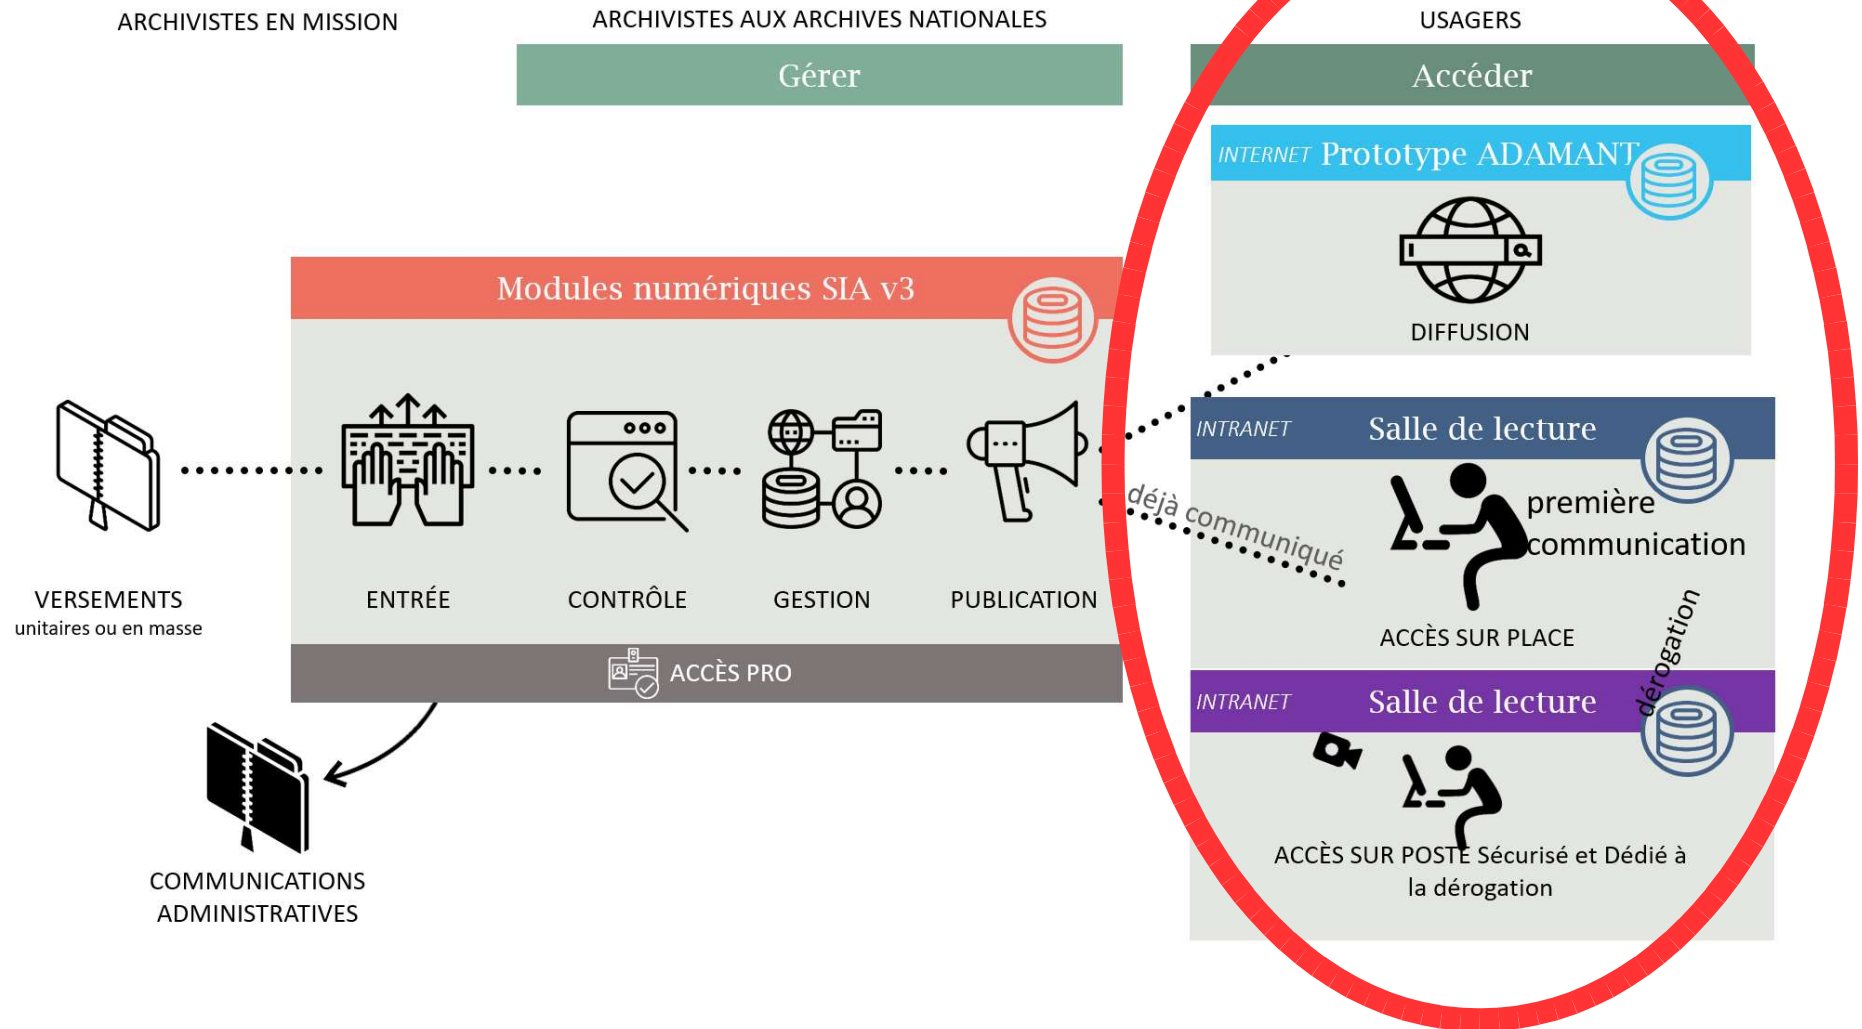 ARCHIVISTES EN MISSION
ARCHIVISTES AUX ARCHIVES NATIONALES
USAGERS
Gérer
Accéder
INTERNET Prototype ADAMANT
DIFFUSION
Modules numériques SIA v3
VERSEMENTS
unitaires ou en masse
ENTRÉE
CONTRÔLE
GESTION
PUBLICATION
ACCÈS PRO
COMMUNICATIONS
ADMINISTRATIVES
déjà communiqué
INTRANET Salle de lecture
première
communication
ACCÈS SUR PLACE
dérogation
INTRANET Salle de lecture
ACCÈS SUR POSTE Sécurisé et Dédié à
la dérogation